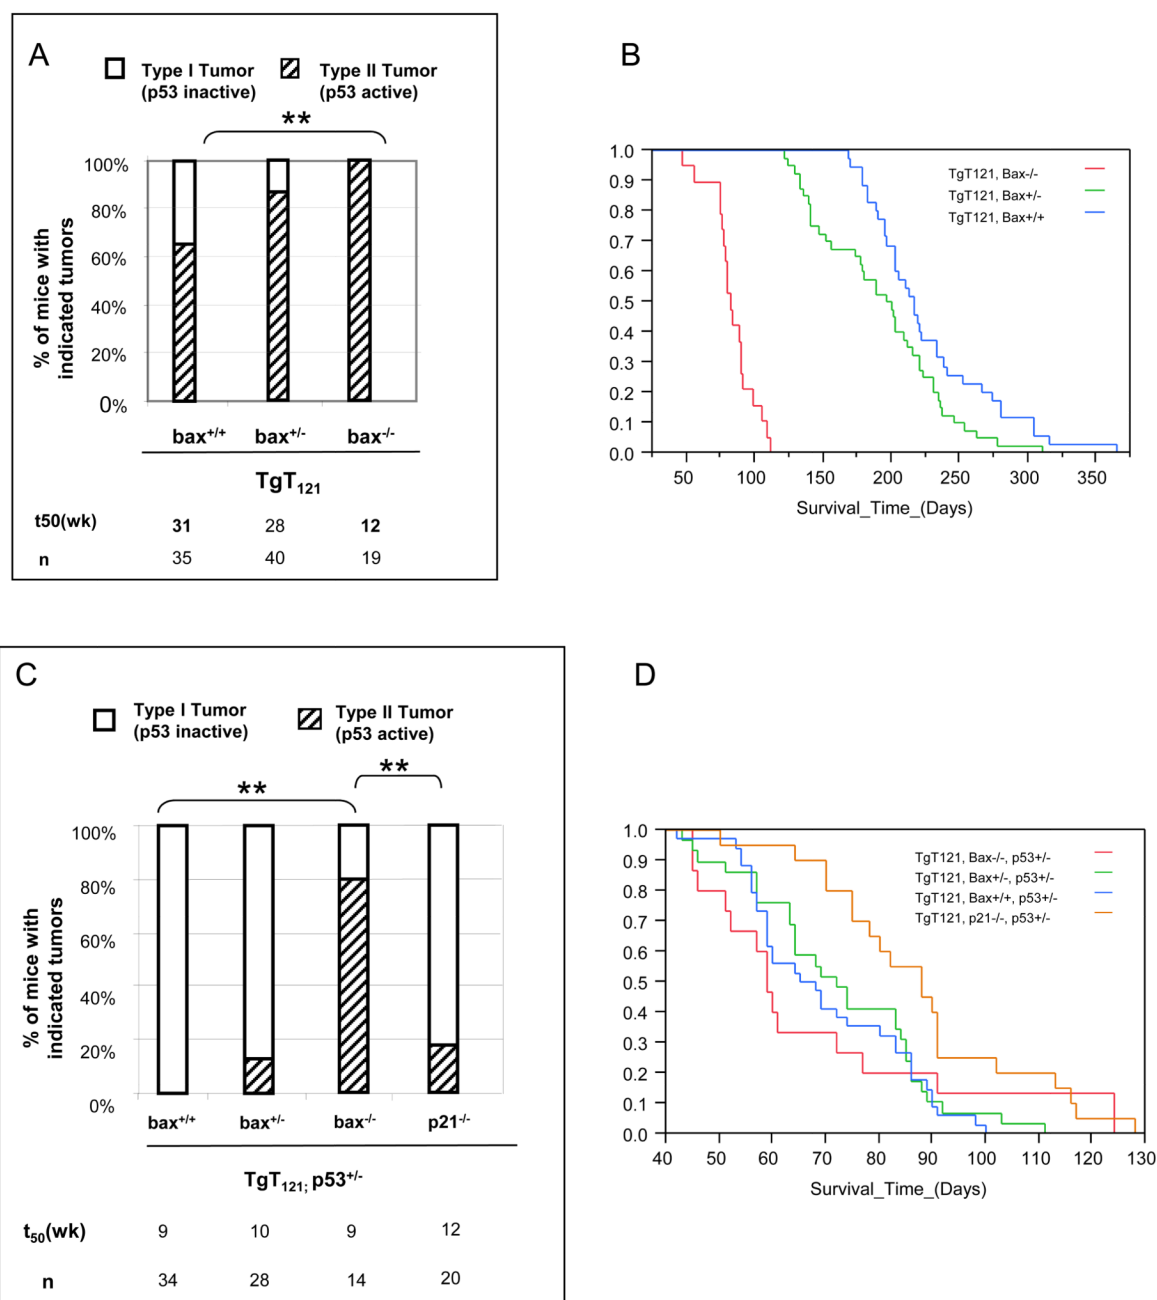 A
Type I Tumor
(p53 inactive)
Type II Tumor
(p53 active)
**
100%
80%
60%
40%
20%
0%
% of mice with
indicated tumors
bax+/+ bax+/- bax-/-
TgT121
t50(wk) 31 28 12
n 35 40 19
B
TgT121, Bax-/-
TgT121, Bax+/-
TgT121, Bax+/+
1.0
0.9
0.8
0.7
0.6
0.5
0.4
0.3
0.2
0.1
0.0
50 100 150 200 250 300 350
Survival_Time_(Days)
C
Type I Tumor
(p53 inactive)
Type II Tumor
(p53 active)
**
**
100%
80%
60%
40%
20%
0%
% of mice with
indicated tumors
bax+/+ bax+/- bax-/- p21-/-
TgT121; p53+/-
t50(wk) 9 10 9 12
n 34 28 14 20
D
TgT121, Bax-/-, p53+/-
TgT121, Bax+/-, p53+/-
TgT121, Bax+/+, p53+/-
TgT121, p21-/-, p53+/-
1.0
0.9
0.8
0.7
0.6
0.5
0.4
0.3
0.2
0.1
0.0
40 50 60 70 80 90 100 110 120 130
Survival_Time_(Days)